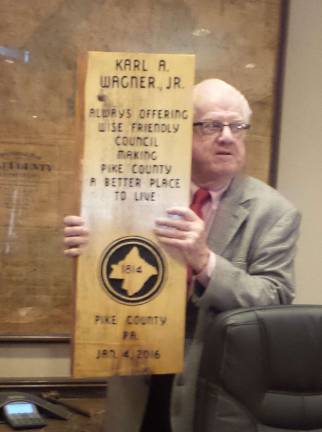 KARL A.
WAGNER, JR.
ALWAYS OFFERING
WISE FRIENDLY
COUNCIL
MAKING
PIKE COUNTY
A BETTER PLACE
TO LIVE
1814
PIKE COUNTY
PA.
JAN. 4, 2016
COUNTY